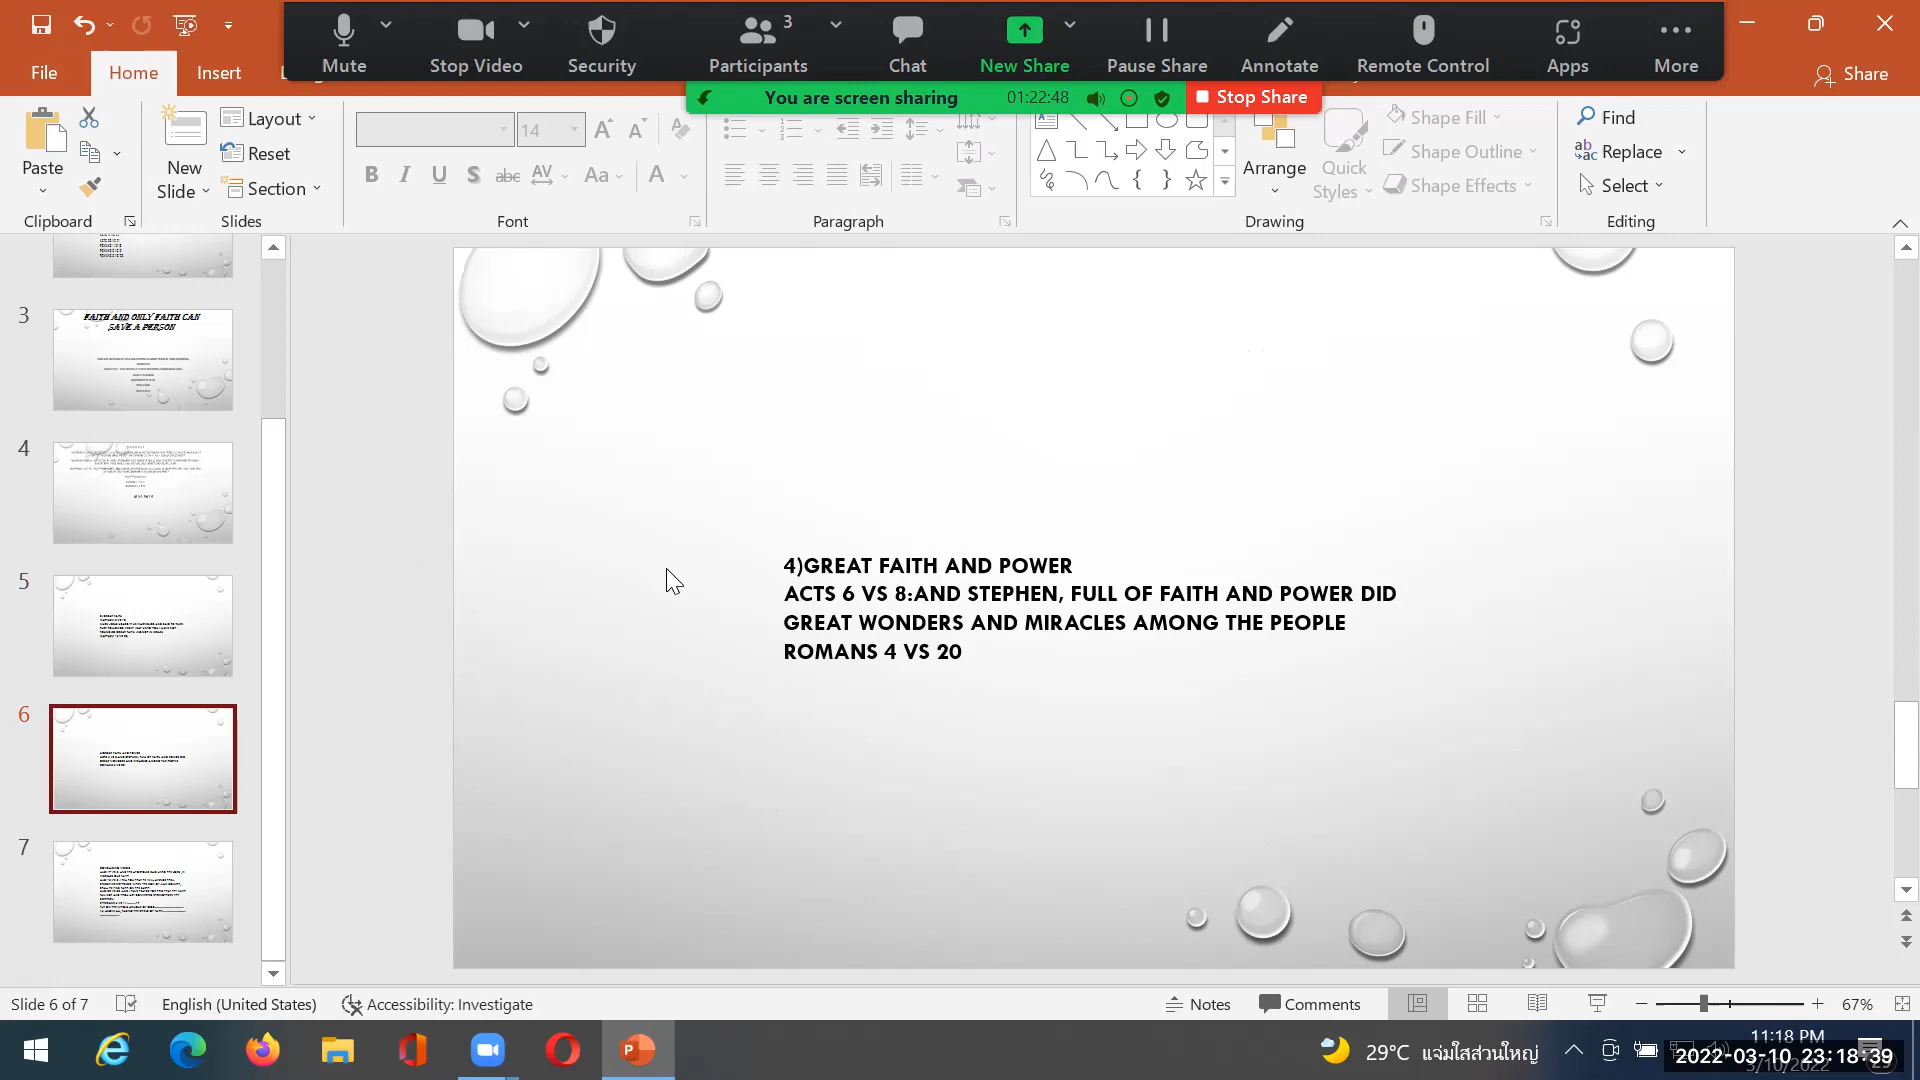 Mute
Stop Video
Security
3
Participants
Chat
New Share
Pause Share
Annotate
Remote Control
Apps
More
You are screen sharing
01:22:48
Stop Share
File
Home
Insert
Share
Paste
Clipboard
New
Slide
Layout
Reset
Section
Slides
14
Font
Paragraph
Arrange
Quick
Styles
Shape Fill
Shape Outline
Shape Effects
Drawing
Find
Replace
Select
Editing
3
FAITH AND ONLY FAITH CAN
SAVE A PERSON
4
5
6
7
4)GREAT FAITH AND POWER
ACTS 6 VS 8:AND STEPHEN, FULL OF FAITH AND POWER DID
GREAT WONDERS AND MIRACLES AMONG THE PEOPLE
ROMANS 4 VS 20
Slide 6 of 7
English (United States)
Accessibility: Investigate
Notes
Comments
67%
29°C แจ่มใสส่วนใหญ่
11:18 PM
2022-03-10 23:18:39
3/10/2022
29